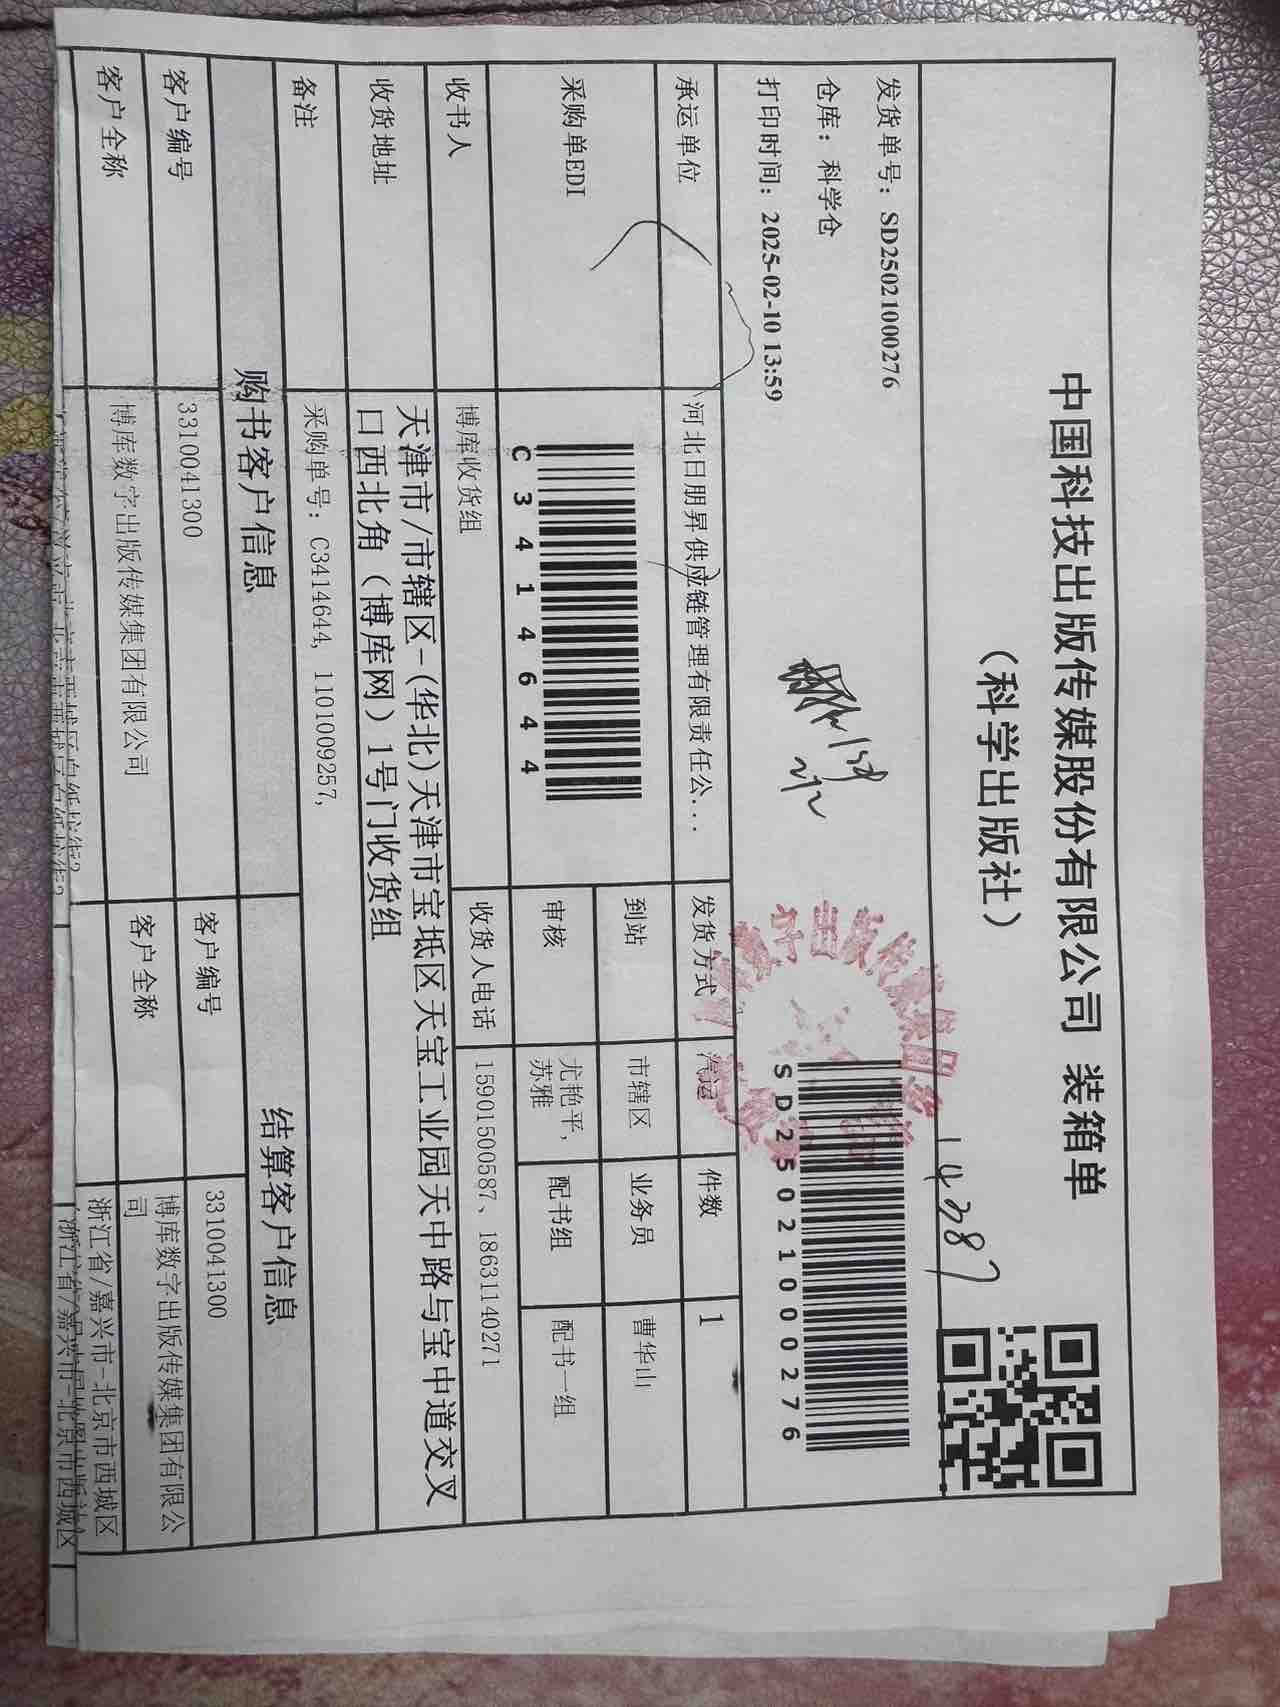 中国科技出版传媒股份有限公司 装箱单
（科学出版社）
1428
发货单号：SD25021000276
仓库：科学仓
打印时间：2025-02-10 13:59
SD25021000276
承运单位 河北日朋昇供应链管理有限责任公... 发货方式 汽运 件数 1
采购单EDI
C3414644
到站 市辖区 业务员 曹华山
审核 尤艳平,
苏雅
配书组 配书一组
收书人 博库收货组 收货人电话 15901500587、18631140271
收货地址 天津市/市辖区-(华北)天津市宝坻区天宝工业园天中路与宝中道交叉
口西北角（博库网）1号门收货组
备注 采购单号：C3414644, 1101009257,
购书客户信息 结算客户信息
客户编号 3310041300 客户编号 3310041300
客户全称 博库数字出版传媒集团有限公司 客户全称 博库数字出版传媒集团有限公
司
浙江省/嘉兴市-北京市西城区